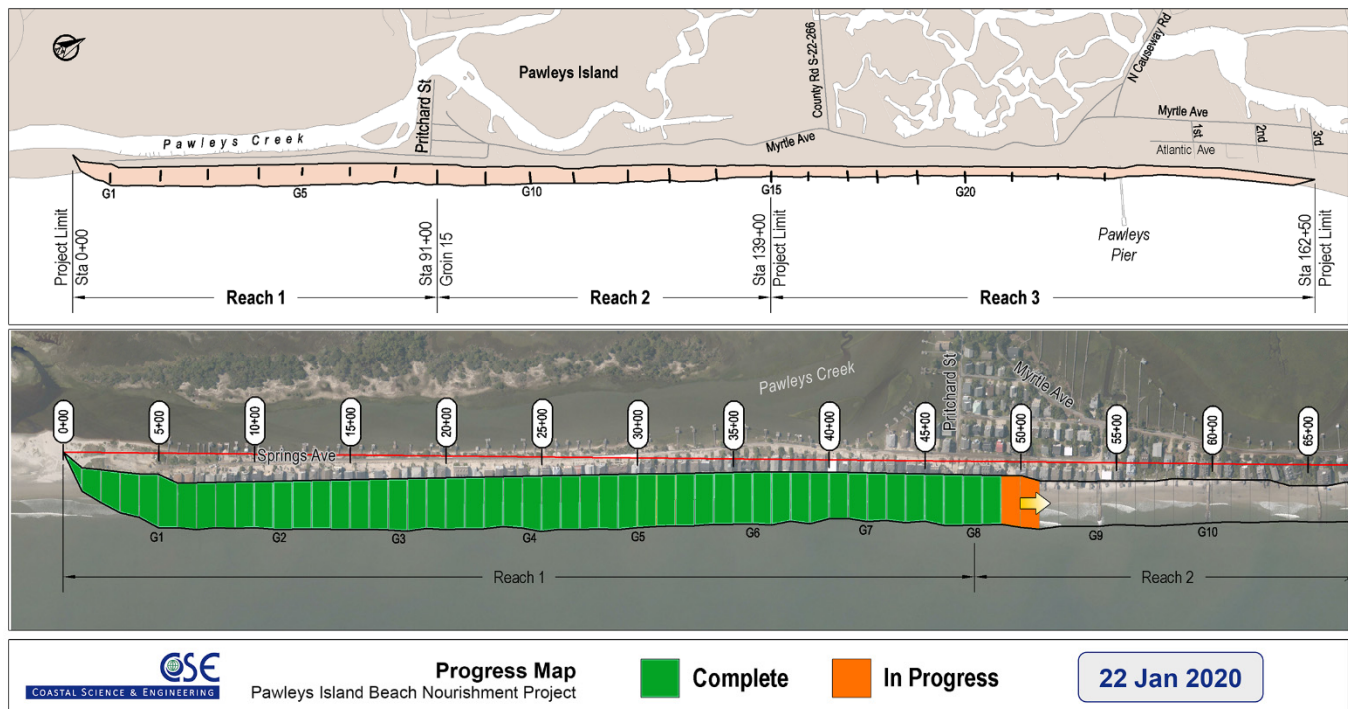 Pawleys Island
County Rd S-22-266
N Causeway Rd
Pritchard St
Pawleys Creek
Myrtle Ave
Myrtle Ave
1st
2nd
3rd
Atlantic Ave
G1
G5
G10
G15
G20
Pawleys
Pier
Project Limit
Sta 0+00
Sta 91+00
Groin 15
Sta 139+00
Project Limit
Sta 162+50
Project Limit
Reach 1
Reach 2
Reach 3
Pawleys Creek
Pritchard St
Myrtle Ave
0+00
5+00
10+00
15+00
20+00
25+00
30+00
35+00
40+00
45+00
50+00
55+00
60+00
65+00
Springs Ave
G1
G2
G3
G4
G5
G6
G7
G8
G9
G10
Reach 1
Reach 2
CSE
COASTAL SCIENCE & ENGINEERING
Progress Map
Pawleys Island Beach Nourishment Project
Complete
In Progress
22 Jan 2020